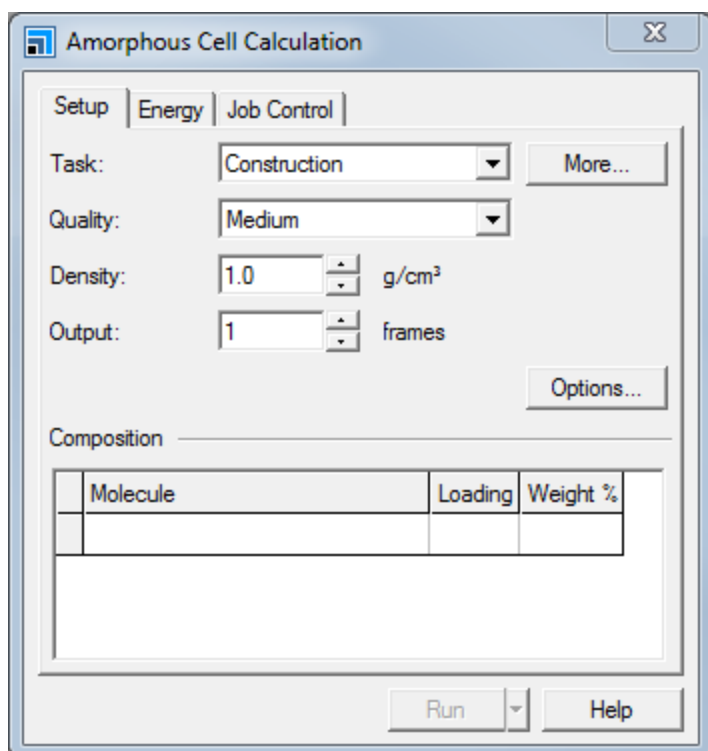 Amorphous Cell Calculation
Setup Energy Job Control
Task: Construction More...
Quality: Medium
Density: 1.0 g/cm³
Output: 1 frames
Options...
Composition
Molecule Loading Weight %
Run Help